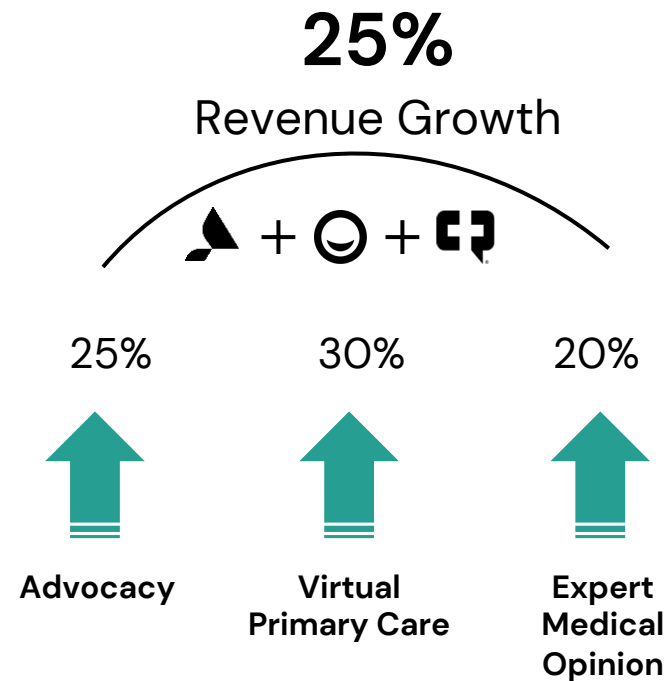 25%
Revenue Growth
+ +
25% 30% 20%
Advocacy
Virtual
Primary Care
Expert
Medical
Opinion